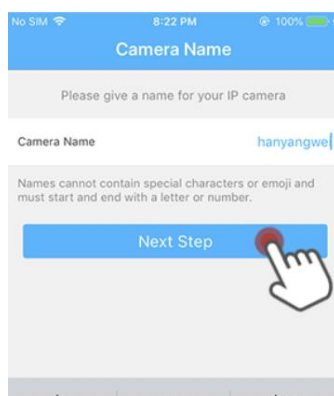 No SIM 8:22 PM 100%
Camera Name
Please give a name for your IP camera
Camera Name hanyangwei
Names cannot contain special characters or emoji and
must start and end with a letter or number.
Next Step